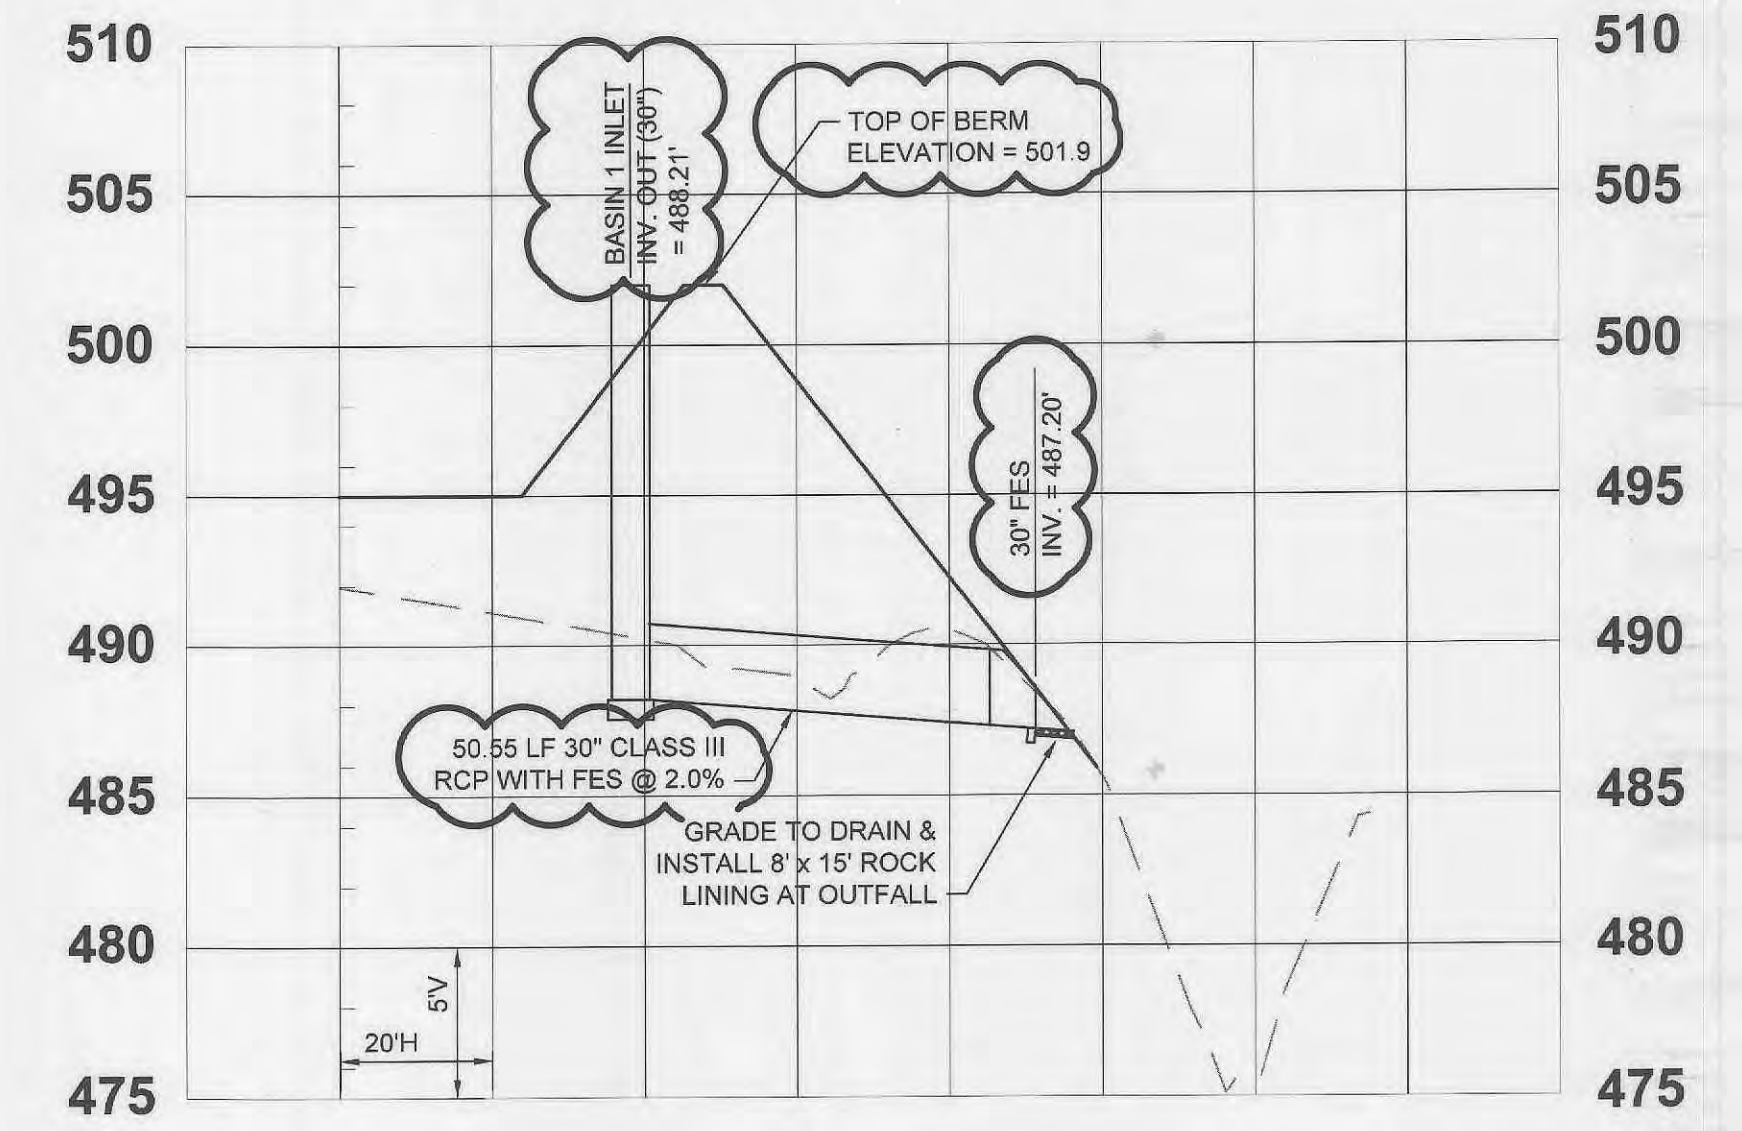 510
505
500
495
490
485
480
475
BASIN 1 INLET
INV. OUT (30")
= 488.21'
TOP OF BERM
ELEVATION = 501.9
30" FES
INV. = 487.20'
50.55 LF 30" CLASS III
RCP WITH FES @ 2.0%
GRADE TO DRAIN &
INSTALL 8' x 15' ROCK
LINING AT OUTFALL
5'V
20'H
510
505
500
495
490
485
480
475